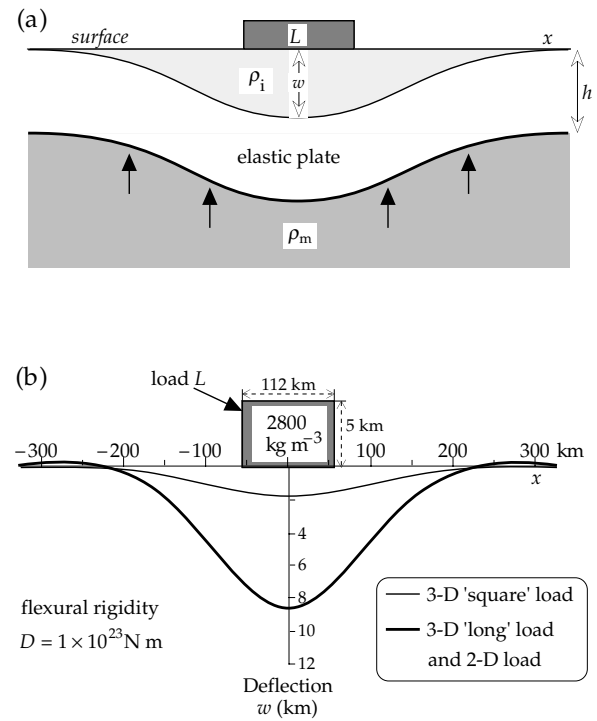 (a)
surface
L
x
ρi
w
h
elastic plate
ρm
(b)
load L
112 km
2800
kg m⁻³
5 km
−300 −200 −100 100 200 300 km
x
4
6
8
10
12
flexural rigidity
D = 1 × 10²³ N m
3-D 'square' load
3-D 'long' load
and 2-D load
Deflection
w (km)